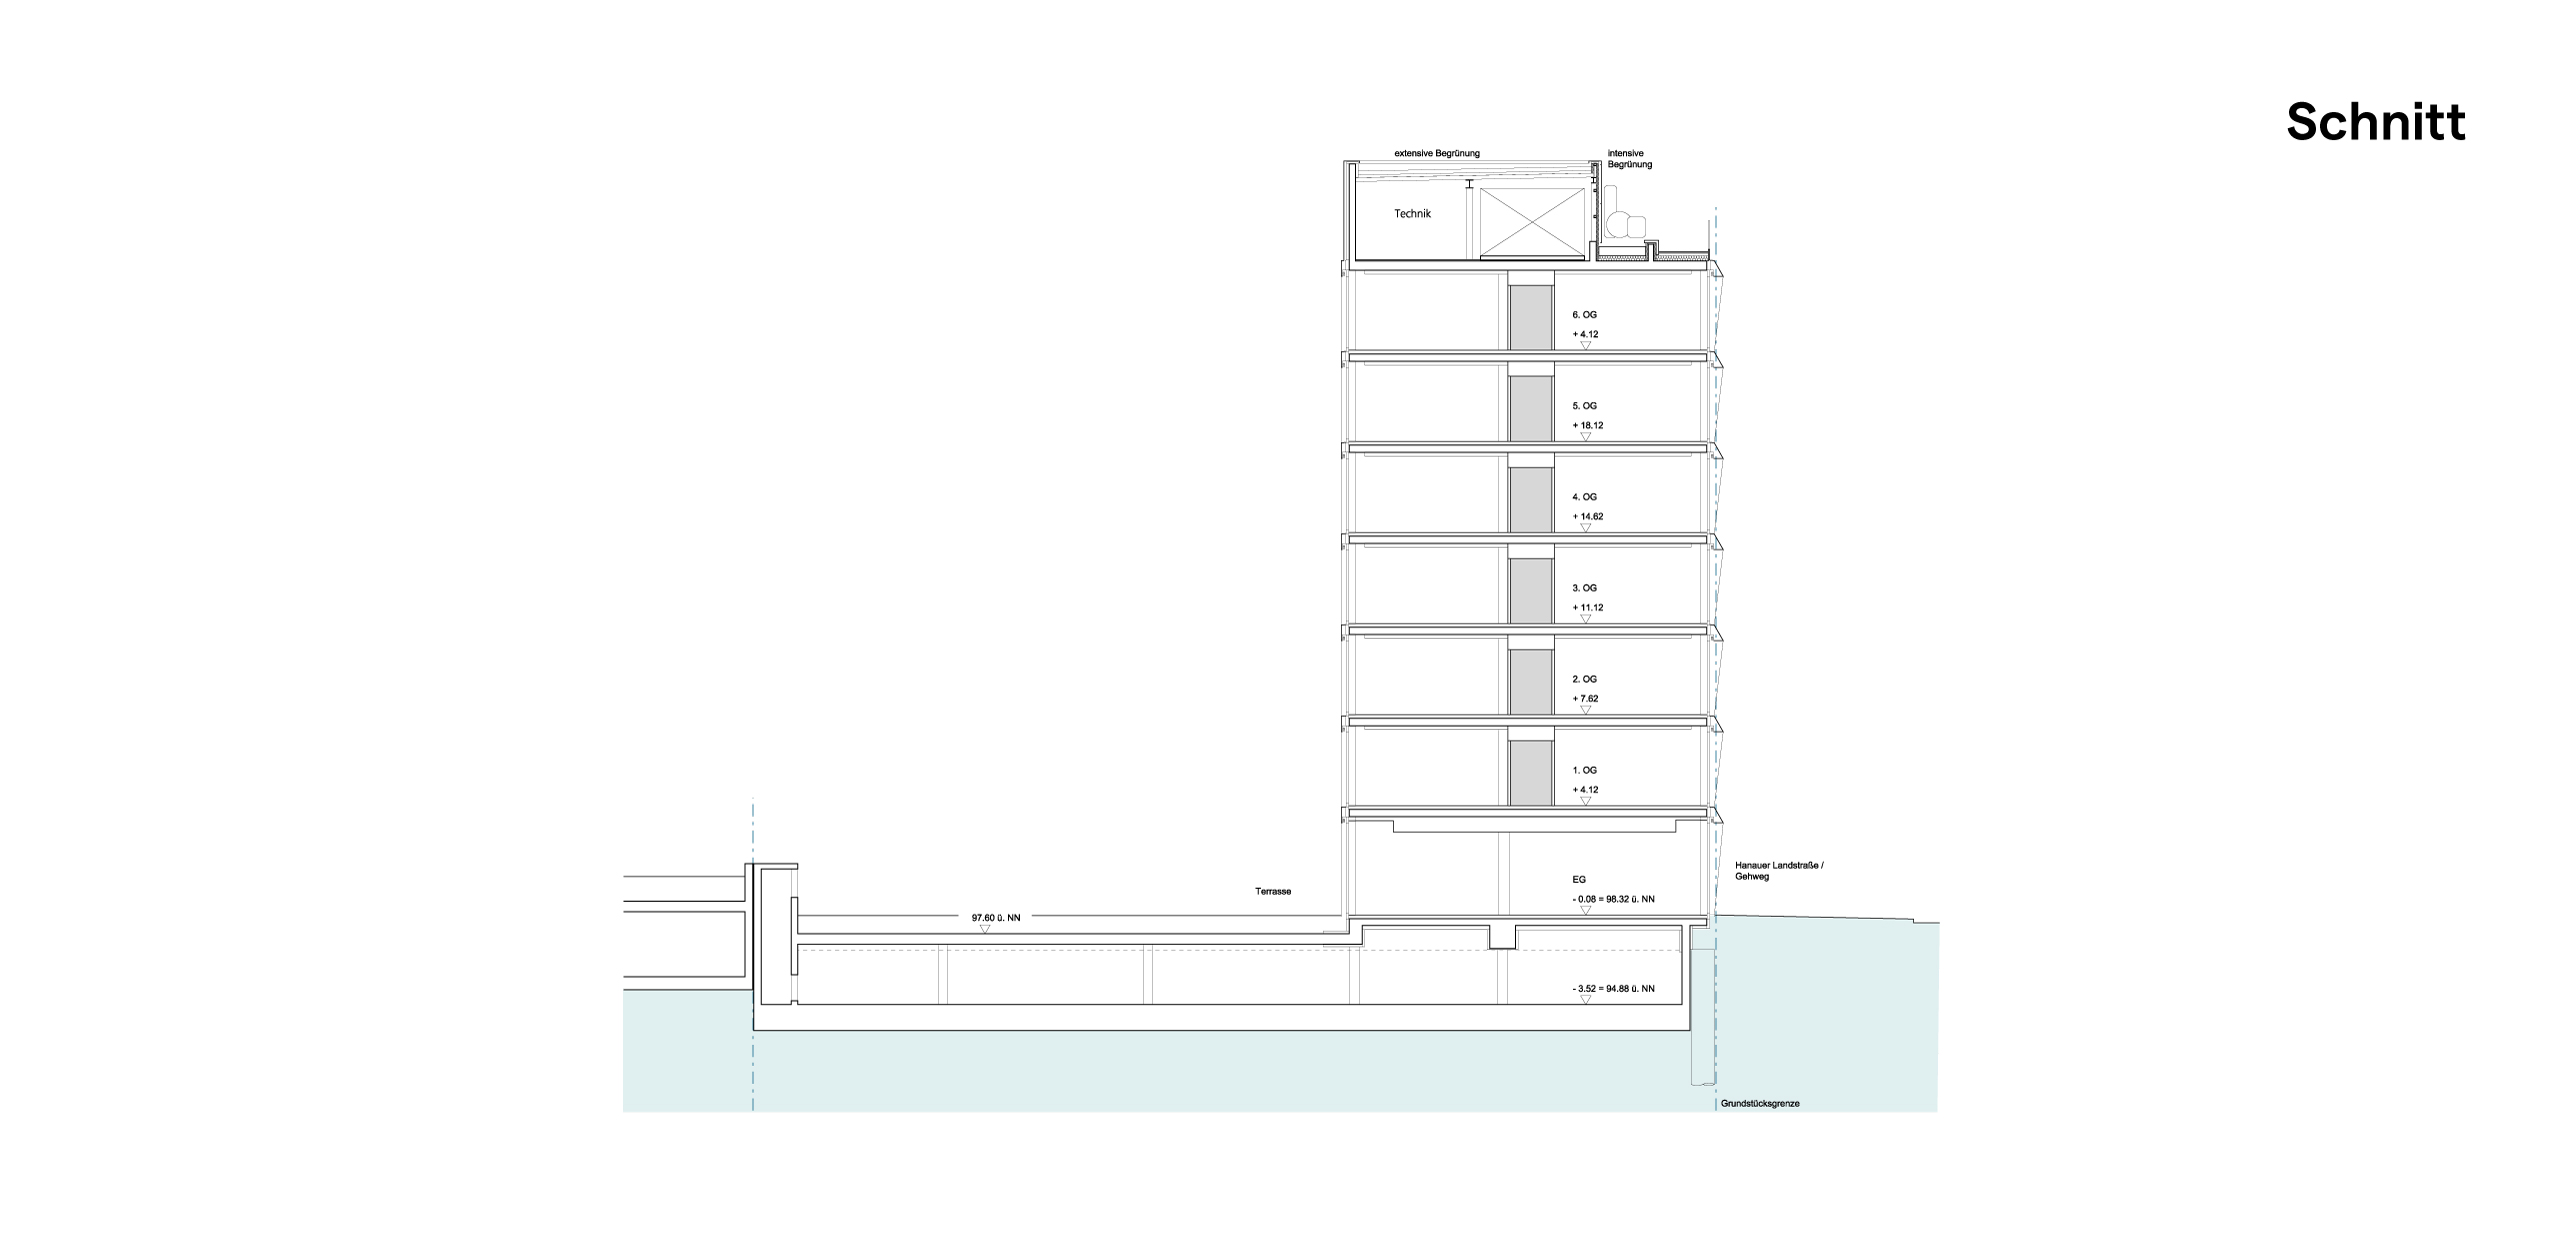 Schnitt
extensive Begrünung
intensive
Begrünung
Technik
6. OG
+ 4.12
5. OG
+ 18.12
4. OG
+ 14.62
3. OG
+ 11.12
2. OG
+ 7.62
1. OG
+ 4.12
Hanauer Landstraße /
Gehweg
EG
Terrasse
- 0.08 = 98.32 ü. NN
97.60 ü. NN
- 3.52 = 94.88 ü. NN
Grundstücksgrenze